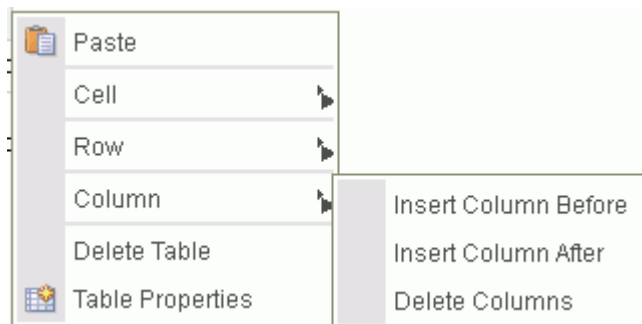 Paste
Cell
Row
Column
Delete Table
Table Properties
Insert Column Before
Insert Column After
Delete Columns